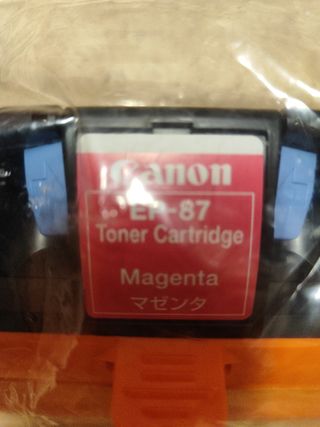 Canon
EP-87
Toner Cartridge
Magenta
マゼンタ